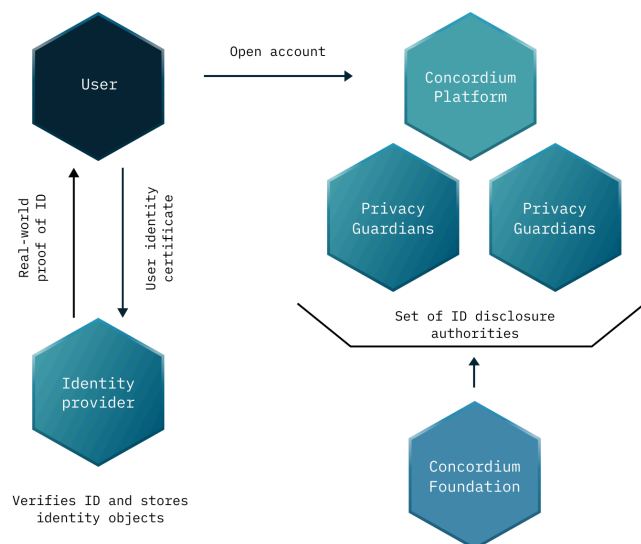 User
Open account
Concordium
Platform
Privacy
Guardians
Privacy
Guardians
Real-world
proof of ID
User identity
certificate
Set of ID disclosure
authorities
Identity
provider
Concordium
Foundation
Verifies ID and stores
identity objects